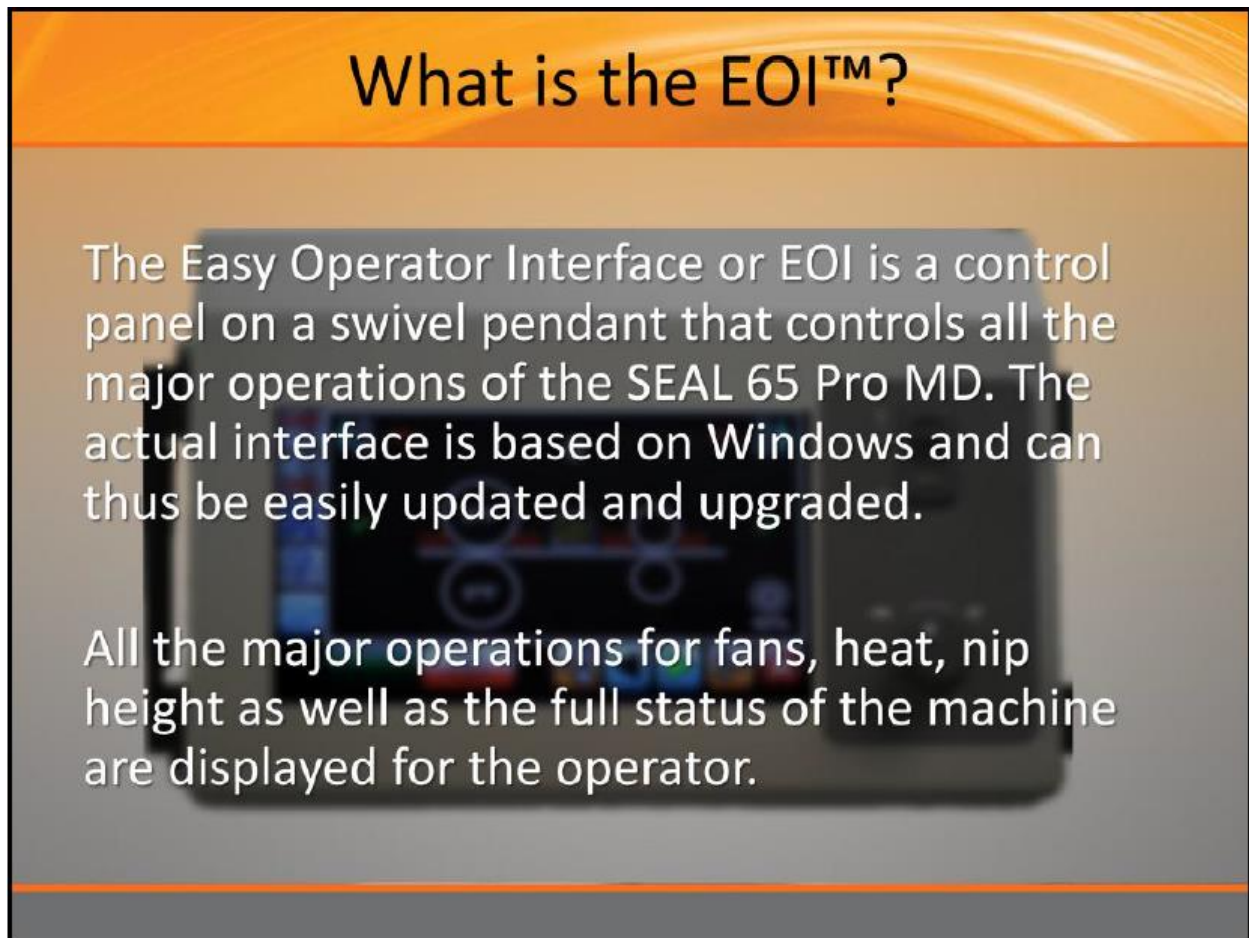 What is the EOI™?
The Easy Operator Interface or EOI is a control
panel on a swivel pendant that controls all the
major operations of the SEAL 65 Pro MD. The
actual interface is based on Windows and can
thus be easily updated and upgraded.
All the major operations for fans, heat, nip
height as well as the full status of the machine
are displayed for the operator.